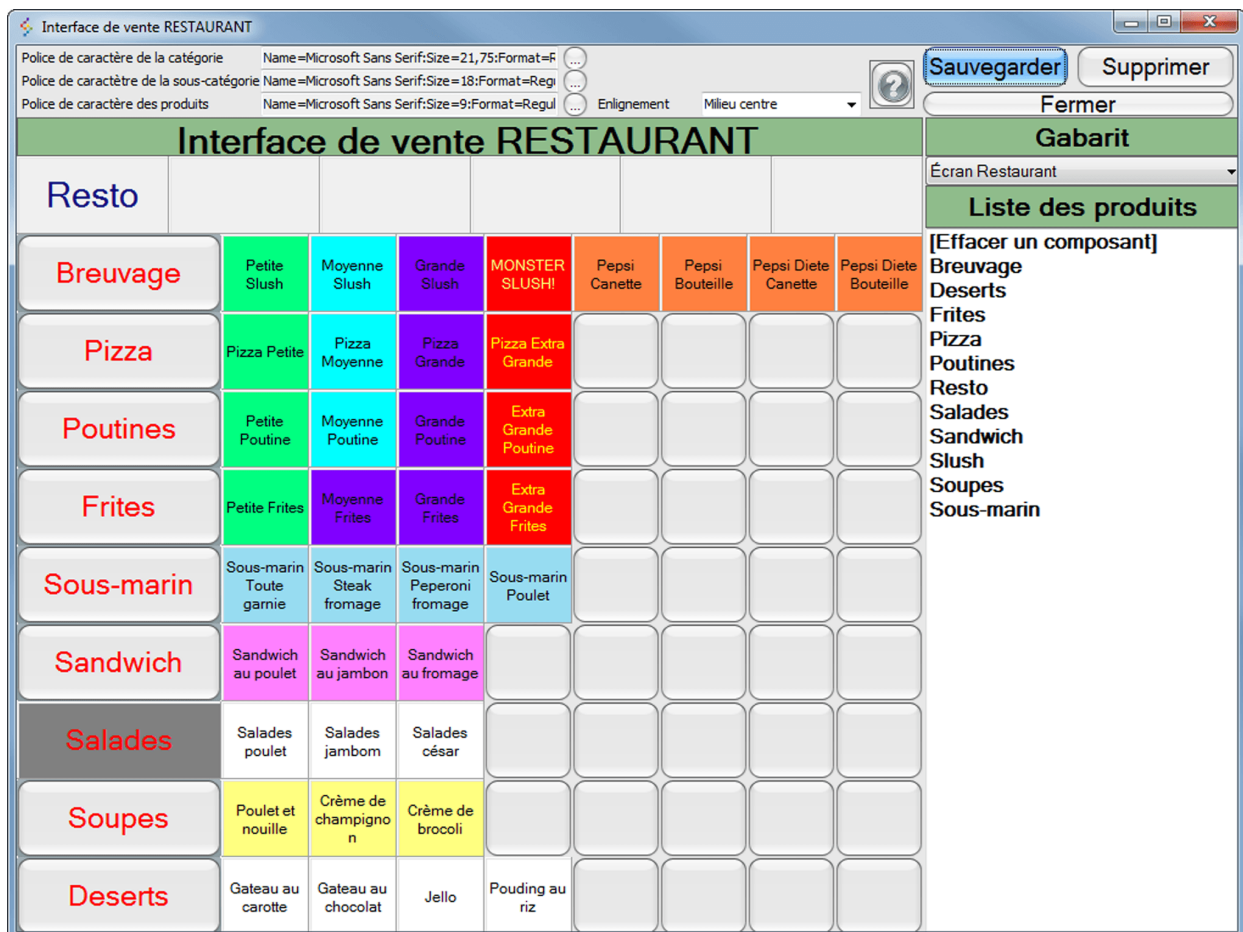 Interface de vente RESTAURANT
Police de caractère de la catégorie Name=Microsoft Sans Serif:Size=21,75:Format=R ...
Police de caractètre de la sous-catégorie Name=Microsoft Sans Serif:Size=18:Format=Regu ...
Police de caractère des produits Name=Microsoft Sans Serif:Size=9:Format=Regul ... Enlignement Milieu centre
?
Sauvegarder Supprimer
Fermer
Interface de vente RESTAURANT
Gabarit
Écran Restaurant
Liste des produits
[Effacer un composant]
Breuvage
Deserts
Frites
Pizza
Poutines
Resto
Salades
Sandwich
Slush
Soupes
Sous-marin
Resto
Breuvage
Petite
Slush
Moyenne
Slush
Grande
Slush
MONSTER
SLUSH!
Pepsi
Canette
Pepsi
Bouteille
Pepsi Diete
Canette
Pepsi Diete
Bouteille
Pizza
Pizza Petite
Pizza
Moyenne
Pizza
Grande
Pizza Extra
Grande
Poutines
Petite
Poutine
Moyenne
Poutine
Grande
Poutine
Extra
Grande
Poutine
Frites
Petite Frites
Moyenne
Frites
Grande
Frites
Extra
Grande
Frites
Sous-marin
Sous-marin
Toute
garnie
Sous-marin
Steak
fromage
Sous-marin
Peperoni
fromage
Sous-marin
Poulet
Sandwich
Sandwich
au poulet
Sandwich
au jambon
Sandwich
au fromage
Salades
Salades
poulet
Salades
jambom
Salades
césar
Soupes
Poulet et
nouille
Crème de
champigno
n
Crème de
brocoli
Deserts
Gateau au
carotte
Gateau au
chocolat
Jello
Pouding au
riz